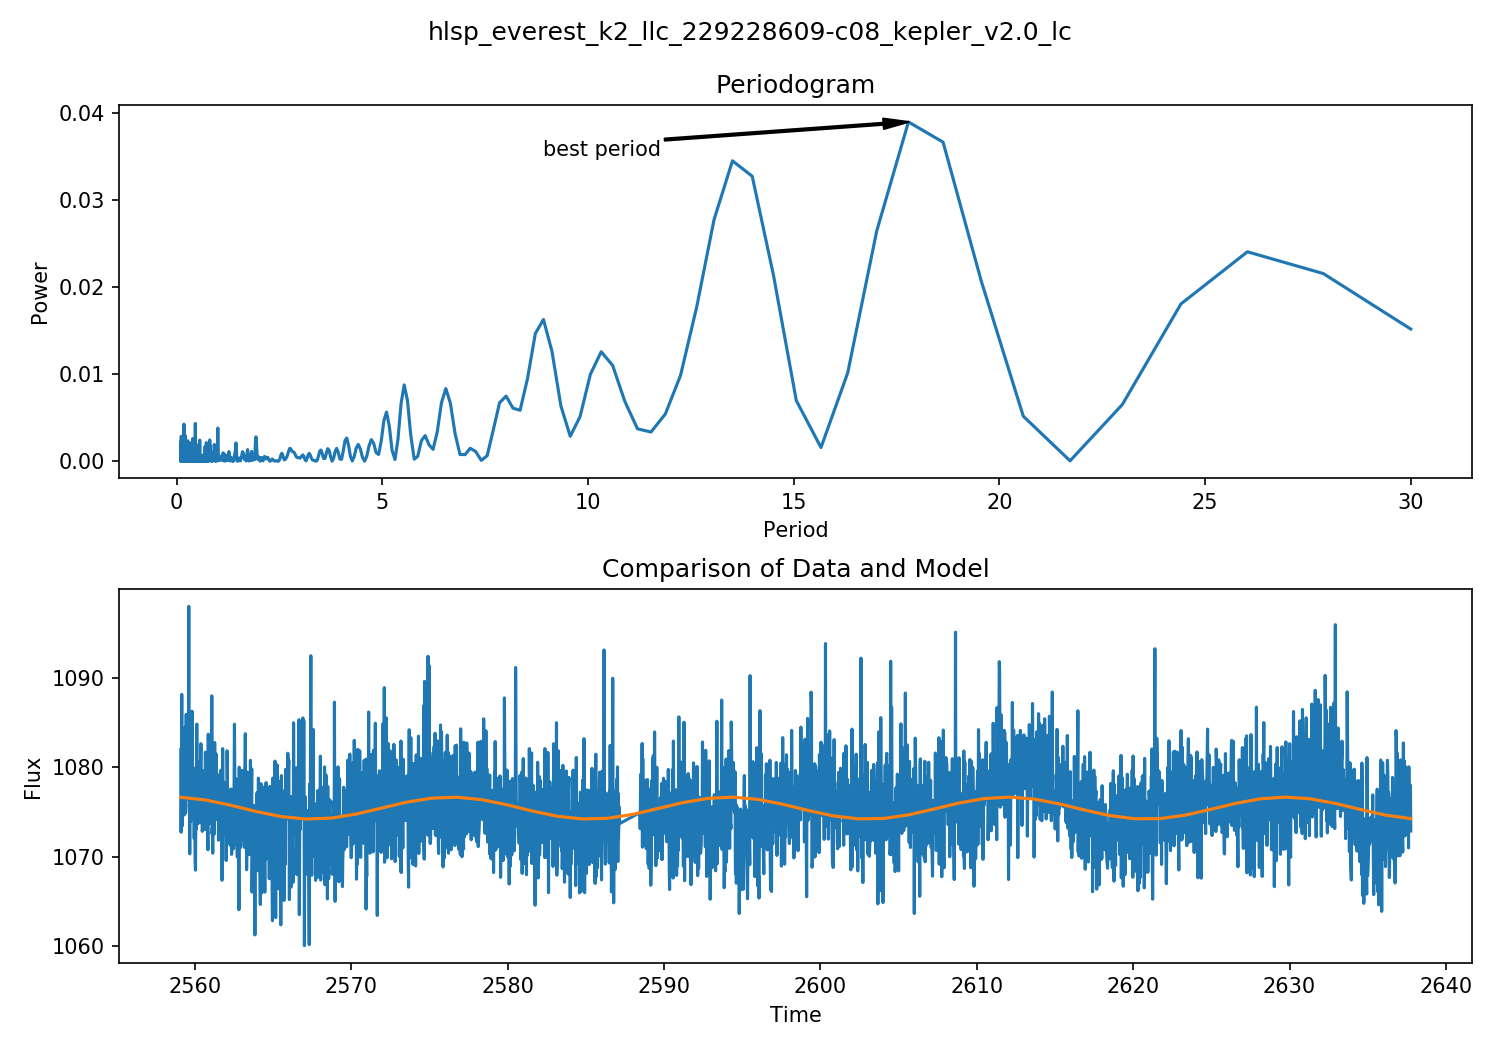 hlsp_everest_k2_llc_229228609-c08_kepler_v2.0_lc
Periodogram
0.04
0.03
0.02
0.01
0.00
Power
best period
0 5 10 15 20 25 30
Period
Comparison of Data and Model
1090
1080
1070
1060
Flux
2560 2570 2580 2590 2600 2610 2620 2630 2640
Time